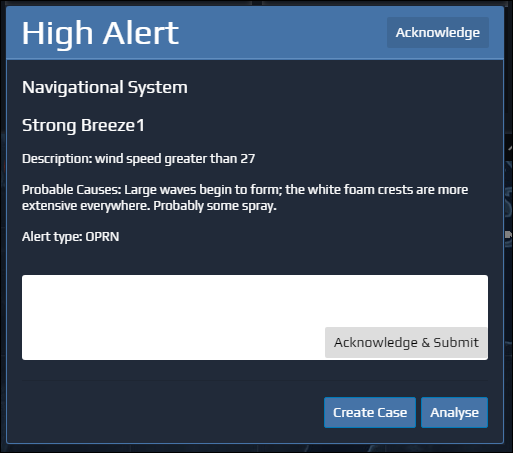 High Alert
Acknowledge
Navigational System
Strong Breeze1
Description: wind speed greater than 27
Probable Causes: Large waves begin to form; the white foam crests are more
extensive everywhere. Probably some spray.
Alert type: OPRN
Acknowledge & Submit
Create Case
Analyse